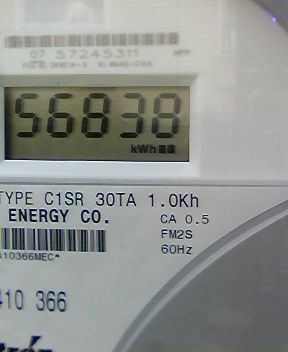 07 57245311
56838
kWh
TYPE C1SR 30TA 1.0Kh
ENERGY CO.
CA 0.5
FM2S
60Hz
410366MEC*
410 366